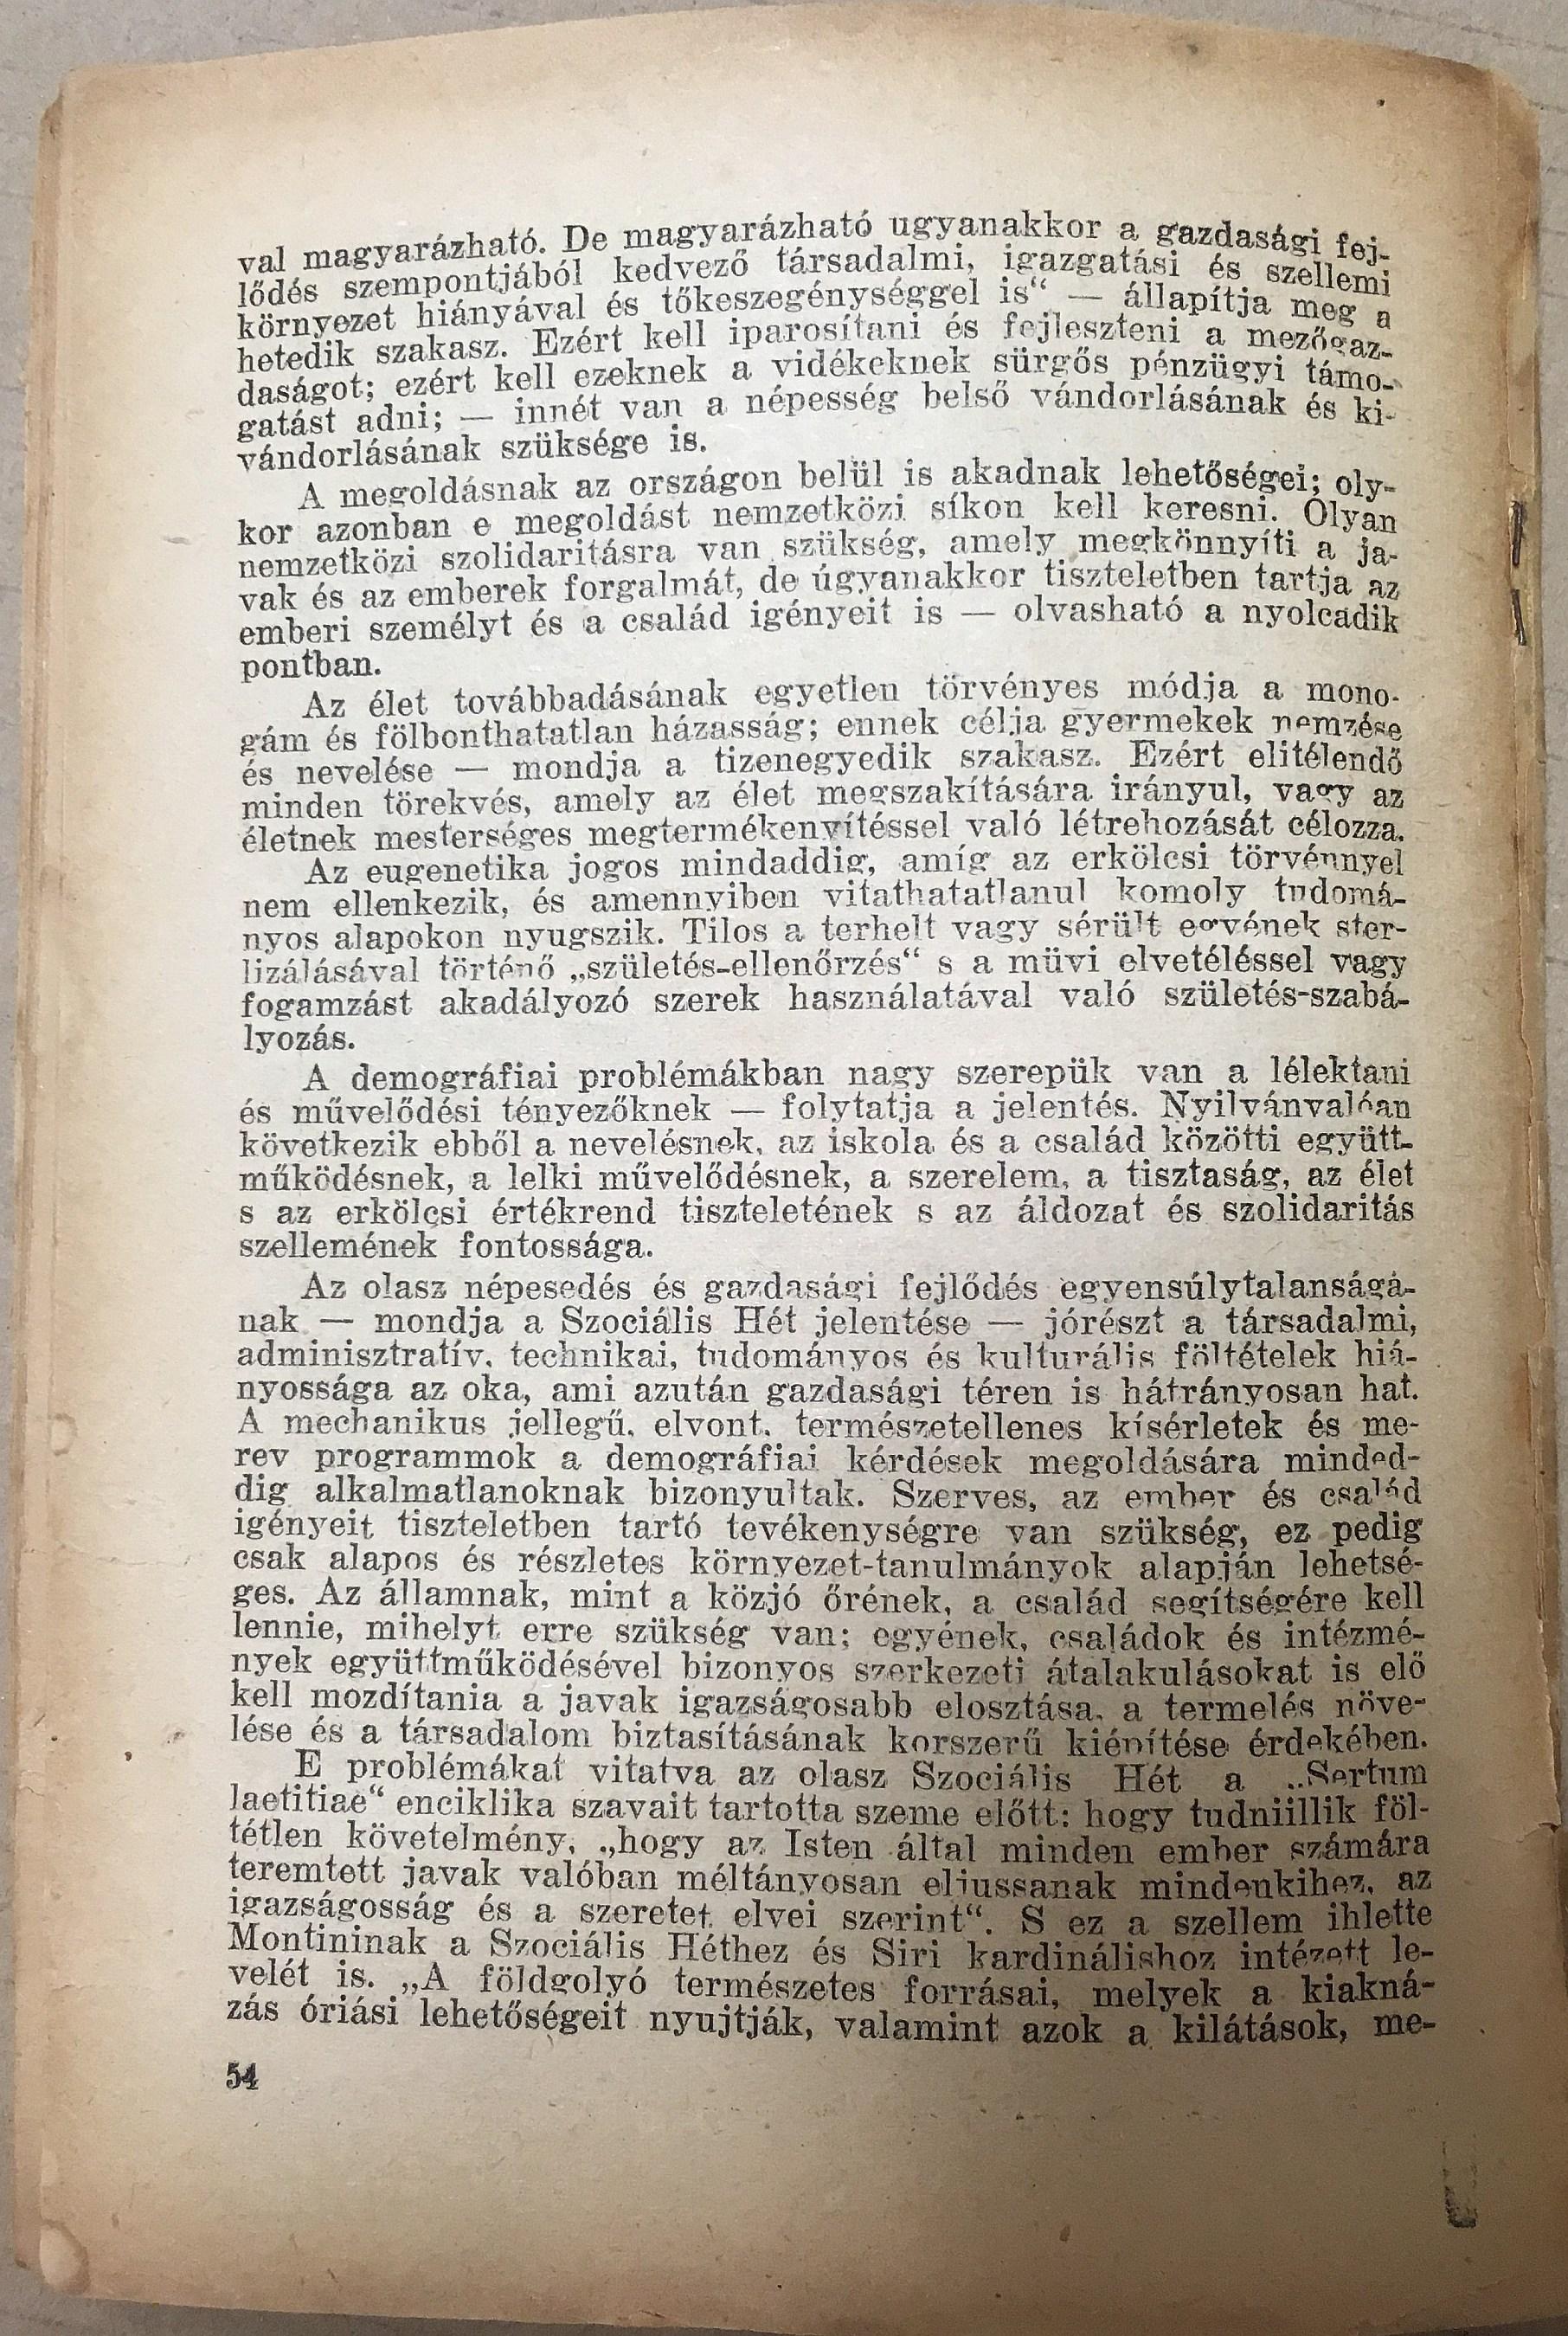 val magyarázható. De magyarázható ugyanakkor a gazdasági fej-
lődés szempontjából kedvező társadalmi, igazgatási és szellemi
környezet hiányával és tőkeszegénységgel is“ — állapítja meg a
hetedik szakasz. Ezért kell iparosítani és fejleszteni a mezőgaz-
daságot; ezért kell ezeknek a vidékeknek sürgős pénzügyi támo-
gatást adni; — innét van a népesség belső vándorlásának és ki-
vándorlásának szüksége is.
A megoldásnak az országon belül is akadnak lehetőségei; oly-
kor azonban e megoldást nemzetközi síkon kell keresni. Olyan
nemzetközi szolidaritásra van szükség, amely megkönnyíti a ja-
vak és az emberek forgalmát, de úgyanakkor tiszteletben tartja az
emberi személyt és a család igényeit is — olvasható a nyolcadik
pontban.
Az élet továbbadásának egyetlen törvényes módja a mono-
gám és fölbonthatatlan házasság; ennek célja gyermekek nemzése
és nevelése — mondja a tizenegyedik szakasz. Ezért elitélendő
minden törekvés, amely az élet megszakítására irányul, vagy az
életnek mesterséges megtermékenyítéssel való létrehozását célozza.
Az eugenetika jogos mindaddig, amíg az erkölcsi törvénnyel
nem ellenkezik, és amennyiben vitathatatlanul komoly tudomá-
nyos alapokon nyugszik. Tilos a terhelt vagy sérült egyének ster-
lizálásával történő „születés-ellenőrzés“ s a müvi elvetéléssel vagy
fogamzást akadályozó szerek használatával való születés-szabá-
lyozás.
A demográfiai problémákban nagy szerepük van a lélektani
és művelődési tényezőknek — folytatja a jelentés. Nyilvánvalóan
következik ebből a nevelésnek, az iskola és a család közötti együtt-
működésnek, a lelki művelődésnek, a szerelem, a tisztaság, az élet
s az erkölcsi értékrend tiszteletének s az áldozat és szolidaritás
szellemének fontossága.
Az olasz népesedés és gazdasági fejlődés egyensúlytalanságá-
nak — mondja a Szociális Hét jelentése — jórészt a társadalmi,
adminisztratív, technikai, tudományos és kulturális föltételek hiá-
nyossága az oka, ami azután gazdasági téren is hátrányosan hat.
A mechanikus jellegű, elvont, természetellenes kísérletek és me-
rev programmok a demográfiai kérdések megoldására minded-
dig alkalmatlanoknak bizonyultak. Szerves, az ember és család
igényeit tiszteletben tartó tevékenységre van szükség, ez pedig
csak alapos és részletes környezet-tanulmányok alapján lehetsé-
ges. Az államnak, mint a közjó őrének, a család segítségére kell
lennie, mihelyt erre szükség van; egyének, családok és intézmé-
nyek együttműködésével bizonyos szerkezeti átalakulásokat is elő
kell mozdítania a javak igazságosabb elosztása, a termelés növe-
lése és a társadalom biztasításának korszerű kiépítése érdekében.
E problémákat vitatva az olasz Szociális Hét a „Sertum
laetitiae“ enciklika szavait tartotta szeme előtt: hogy tudniillik föl-
tétlen követelmény, „hogy az Isten által minden ember számára
teremtett javak valóban méltányosan eljussanak mindenkihez, az
igazságosság és a szeretet elvei szerint“. S ez a szellem ihlette
Montininak a Szociális Héthez és Siri kardinálishoz intézett le-
velét is. „A földgolyó természetes forrásai, melyek a kiakná-
zás óriási lehetőségeit nyujtják, valamint azok a kilátások, me-
54